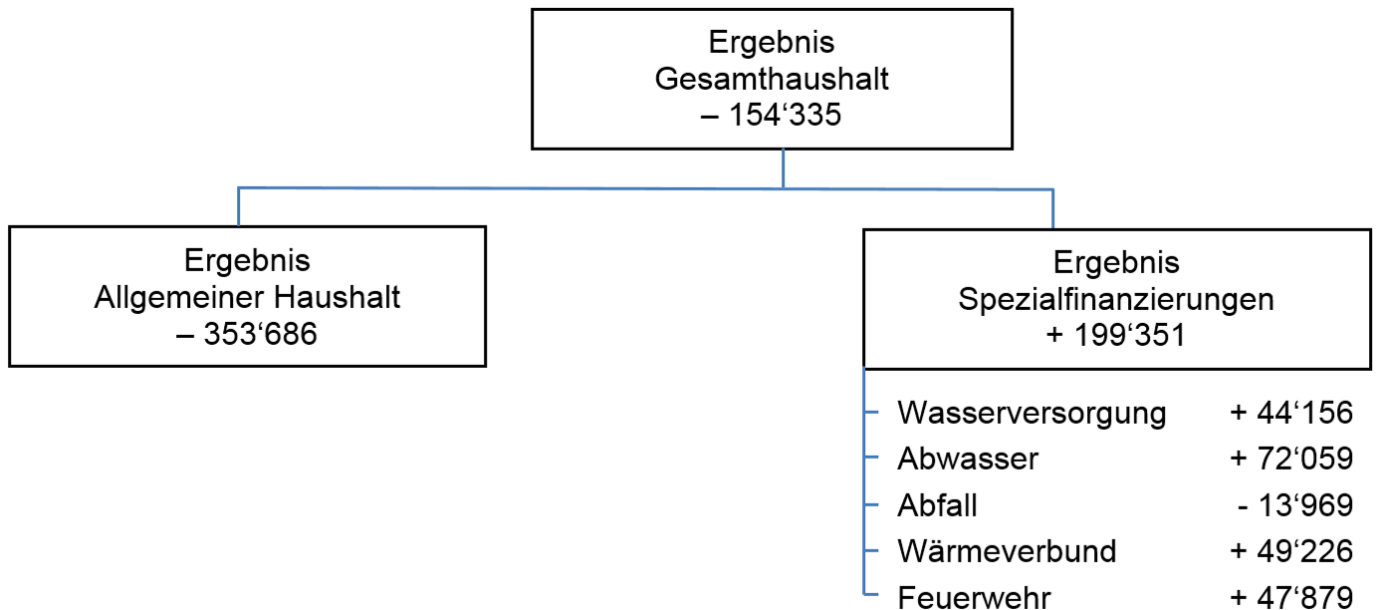 Ergebnis
Gesamthaushalt
– 154‘335
Ergebnis
Allgemeiner Haushalt
– 353‘686
Ergebnis
Spezialfinanzierungen
+ 199‘351
Wasserversorgung + 44‘156
Abwasser + 72‘059
Abfall - 13‘969
Wärmeverbund + 49‘226
Feuerwehr + 47‘879